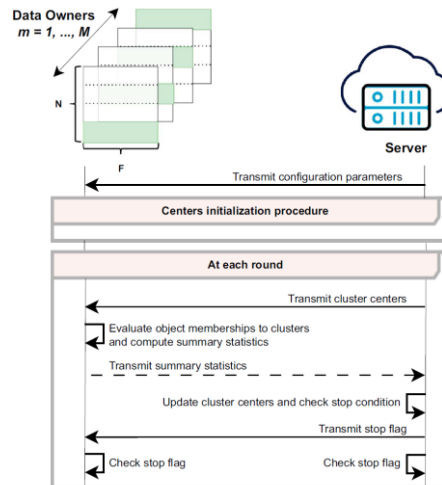 Data Owners
m = 1, ..., M
N
F
Server
Transmit configuration parameters
Centers initialization procedure
At each round
Transmit cluster centers
Evaluate object memberships to clusters
and compute summary statistics
Transmit summary statistics
Update cluster centers and check stop condition
Transmit stop flag
Check stop flag
Check stop flag